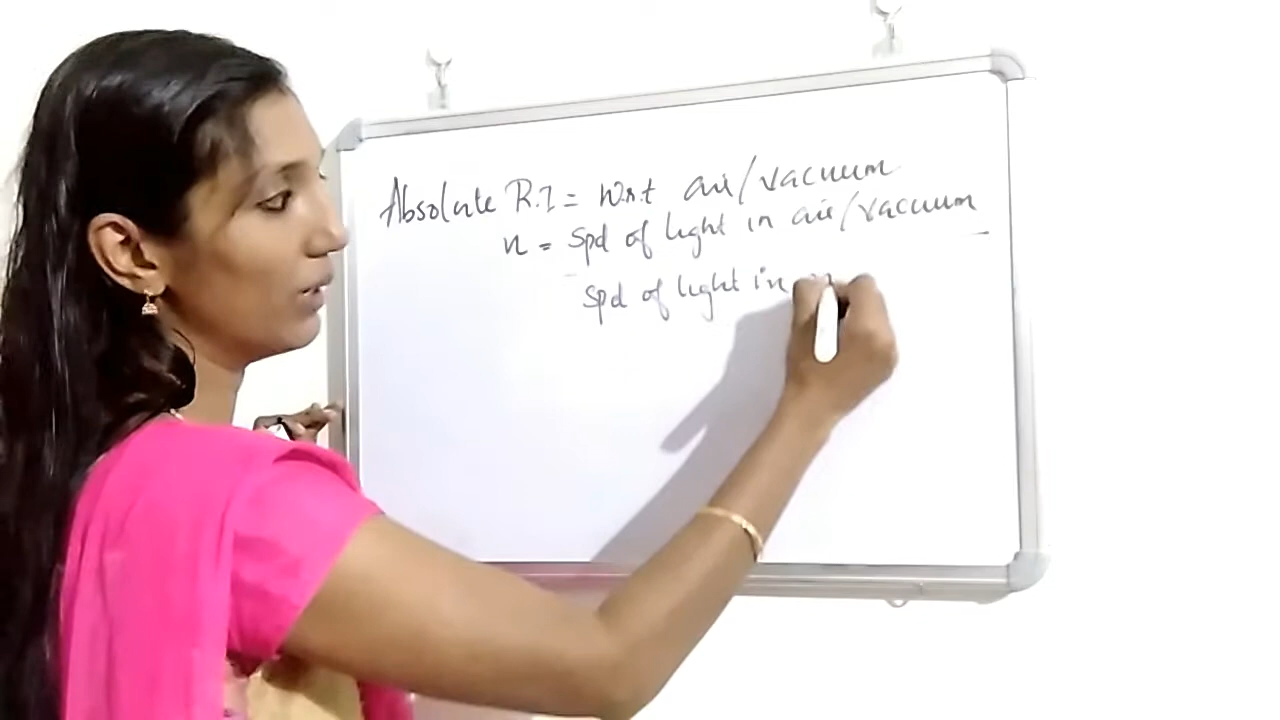 Absolute R.I = w.r.t air/vacuum
n = Spd of light in air/vacuum
Spd of light in